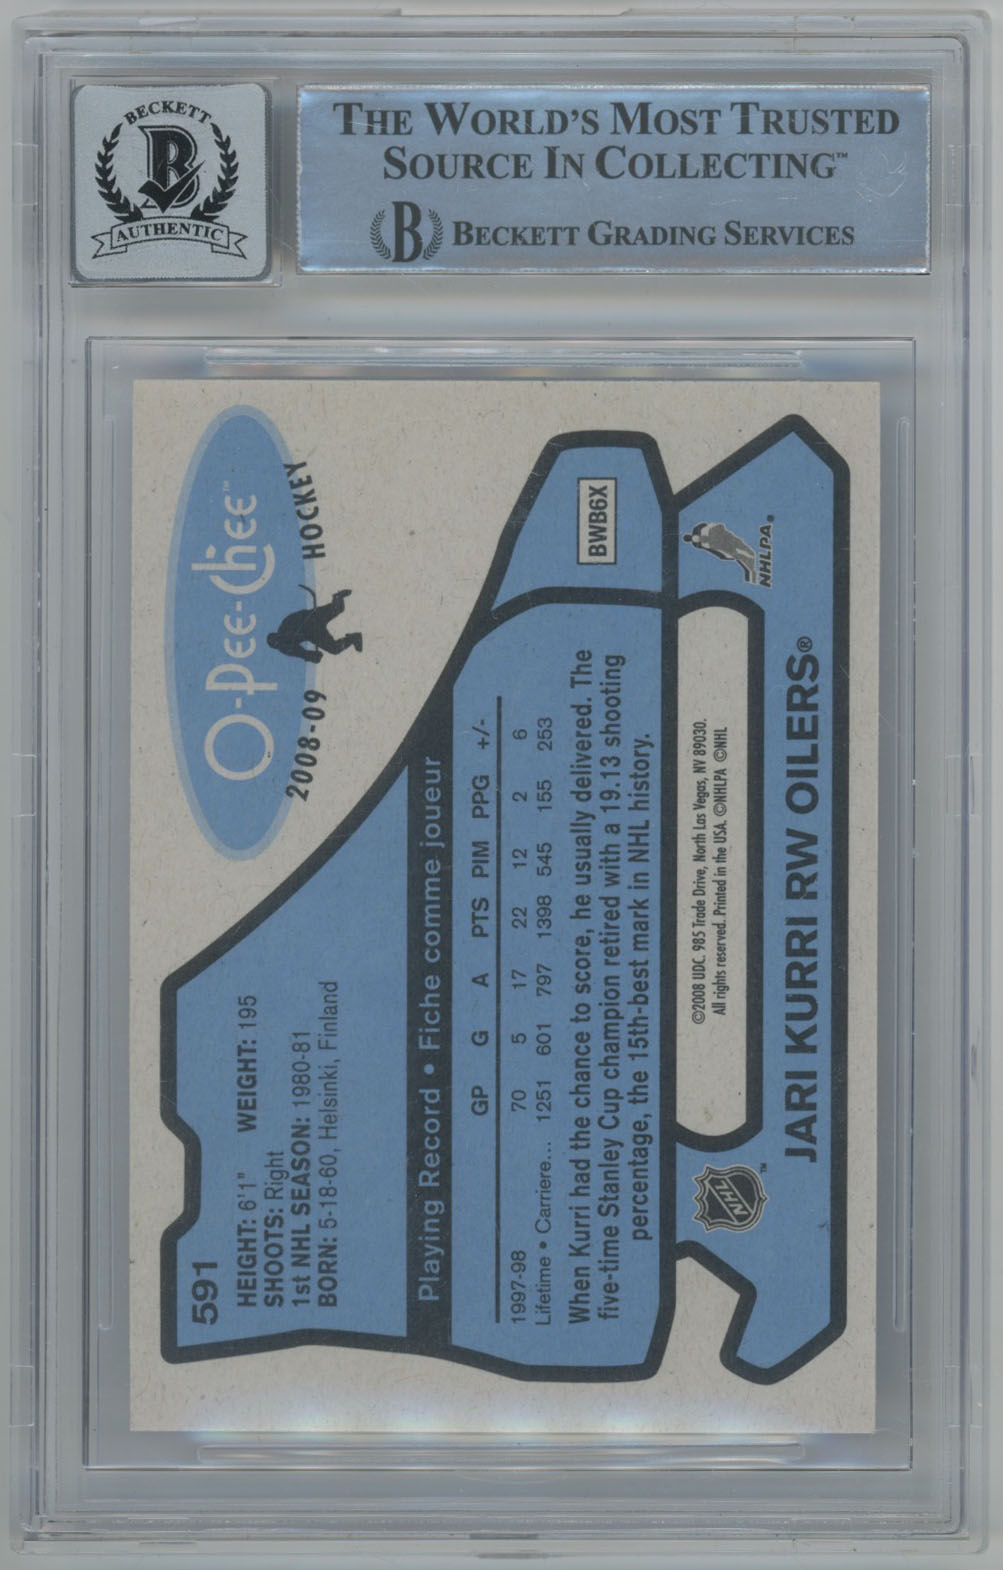 BECKETT
B
AUTHENTIC
THE WORLD'S MOST TRUSTED
SOURCE IN COLLECTING™
B BECKETT GRADING SERVICES
O-Pee-Chee™
2008-09 HOCKEY
591
HEIGHT: 6'1" WEIGHT: 195
SHOOTS: Right
1st NHL SEASON: 1980-81
BORN: 5-18-60, Helsinki, Finland
Playing Record • Fiche comme joueur
GP G A PTS PIM PPG +/-
1997-98 70 5 17 22 12 2 6
Lifetime • Carriere... 1251 601 797 1398 545 155 253
When Kurri had the chance to score, he usually delivered. The
five-time Stanley Cup champion retired with a 19.13 shooting
percentage, the 15th-best mark in NHL history.
BWB6X
NHL™
©2008 UDC. 985 Trade Drive, North Las Vegas, NV 89030.
All rights reserved. Printed in the USA. ©NHLPA ©NHL
NHLPA®
JARI KURRI RW OILERS®